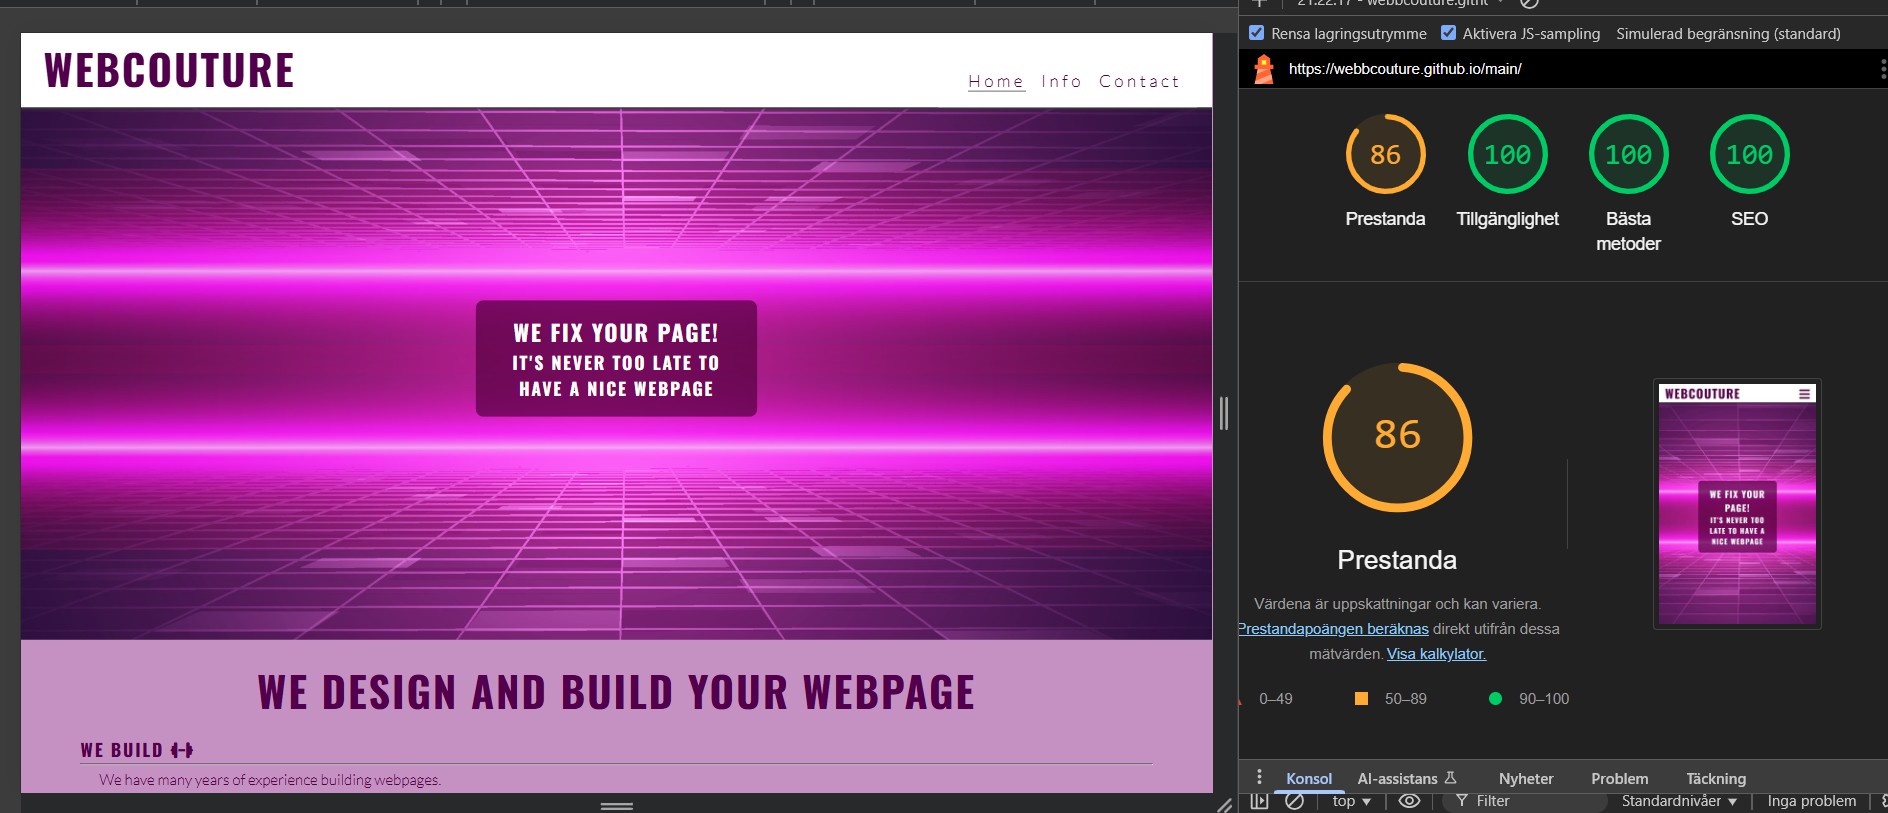 WEBCOUTURE
Home Info Contact
WE FIX YOUR PAGE!
IT'S NEVER TOO LATE TO
HAVE A NICE WEBPAGE
WE DESIGN AND BUILD YOUR WEBPAGE
WE BUILD
We have many years of experience building webpages.
21:22:17 - webbcouture.githu
Rensa lagringsutrymme Aktivera JS-sampling Simulerad begränsning (standard)
https://webbcouture.github.io/main/
86 100 100 100
Prestanda Tillgänglighet Bästa metoder SEO
86
Prestanda
Värdena är uppskattningar och kan variera.
Prestandapoängen beräknas direkt utifrån dessa
mätvärden. Visa kalkylator.
0–49 50–89 90–100
WEBCOUTURE
WE FIX YOUR
PAGE!
IT'S NEVER TOO
LATE TO HAVE A
NICE WEBPAGE
Konsol AI-assistans Nyheter Problem Täckning
top Filter Standardnivåer Inga problem